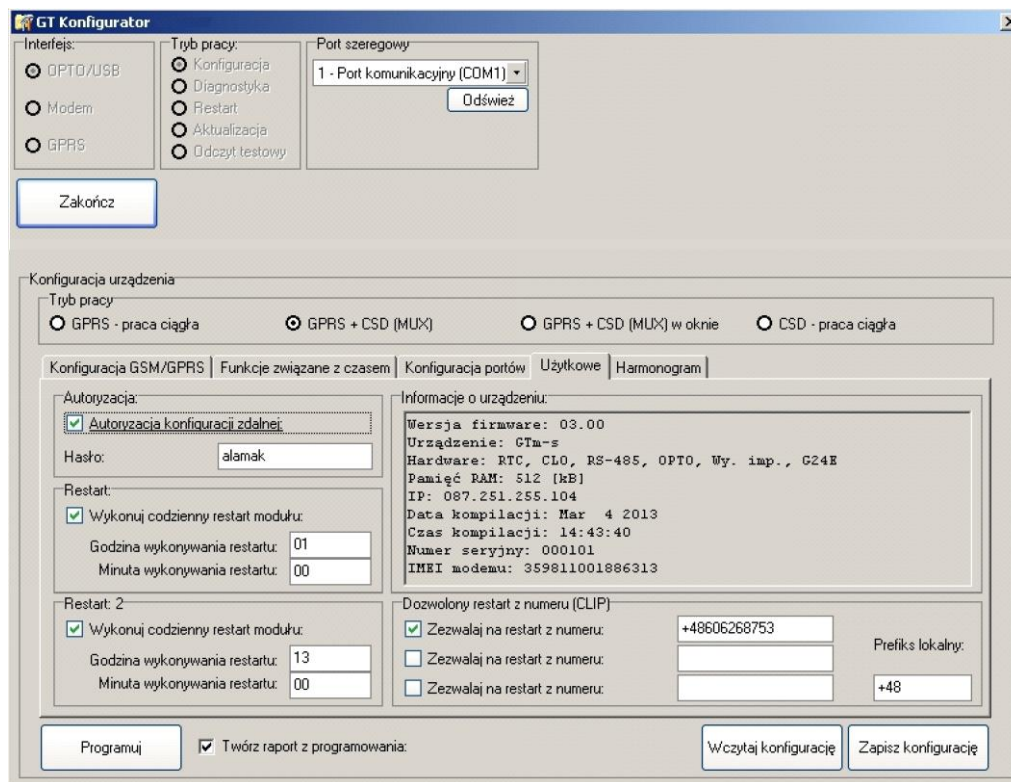 GT Konfigurator
Interfejs:
OPTO/USB
Modem
GPRS
Tryb pracy:
Konfiguracja
Diagnostyka
Restart
Aktualizacja
Odczyt testowy
Port szeregowy
1 - Port komunikacyjny (COM1)
Odśwież
Zakończ
Konfiguracja urządzenia
Tryb pracy
GPRS - praca ciągła
GPRS + CSD (MUX)
GPRS + CSD (MUX) w oknie
CSD - praca ciągła
Konfiguracja GSM/GPRS
Funkcje związane z czasem
Konfiguracja portów
Użytkowe
Harmonogram
Autoryzacja:
Autoryzacja konfiguracji zdalnej:
Hasło:
alamak
Restart:
Wykonuj codzienny restart modułu:
Godzina wykonywania restartu:
01
Minuta wykonywania restartu:
00
Restart: 2
Wykonuj codzienny restart modułu:
Godzina wykonywania restartu:
13
Minuta wykonywania restartu:
00
Informacje o urządzeniu:
Wersja firmware: 03.00
Urządzenie: GTm-s
Hardware: RTC, CLO, RS-485, OPTO, Wy. imp., G24E
Pamięć RAM: 512 [kB]
IP: 087.251.255.104
Data kompilacji: Mar 4 2013
Czas kompilacji: 14:43:40
Numer seryjny: 000101
IMEI modemu: 359811001886313
Dozwolony restart z numeru (CLIP)
Zezwalaj na restart z numeru:
+48606268753
Zezwalaj na restart z numeru:
Zezwalaj na restart z numeru:
Prefiks lokalny:
+48
Programuj
Twórz raport z programowania:
Wczytaj konfigurację
Zapisz konfigurację